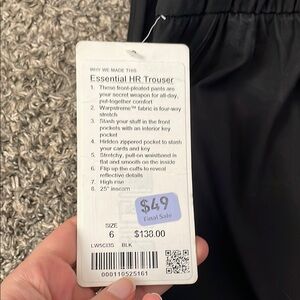 WHY WE MADE THIS
Essential HR Trouser
1. These front-pleated pants are
your secret weapon for all-day,
put-together comfort
2. Warpstreme™ fabric is four-way
stretch
3. Stash your stuff in the front
pockets with an interior key
pocket
4. Hidden zippered pocket to stash
your cards and key
5. Stretchy, pull-on waistband is
flat and smooth on the inside
6. Flip up the cuffs to reveal
reflective details
7. High rise
8. 25" inseam
$49
Final Sale
SIZE
6 $138.00
LW5CI3S BLK
000110525161